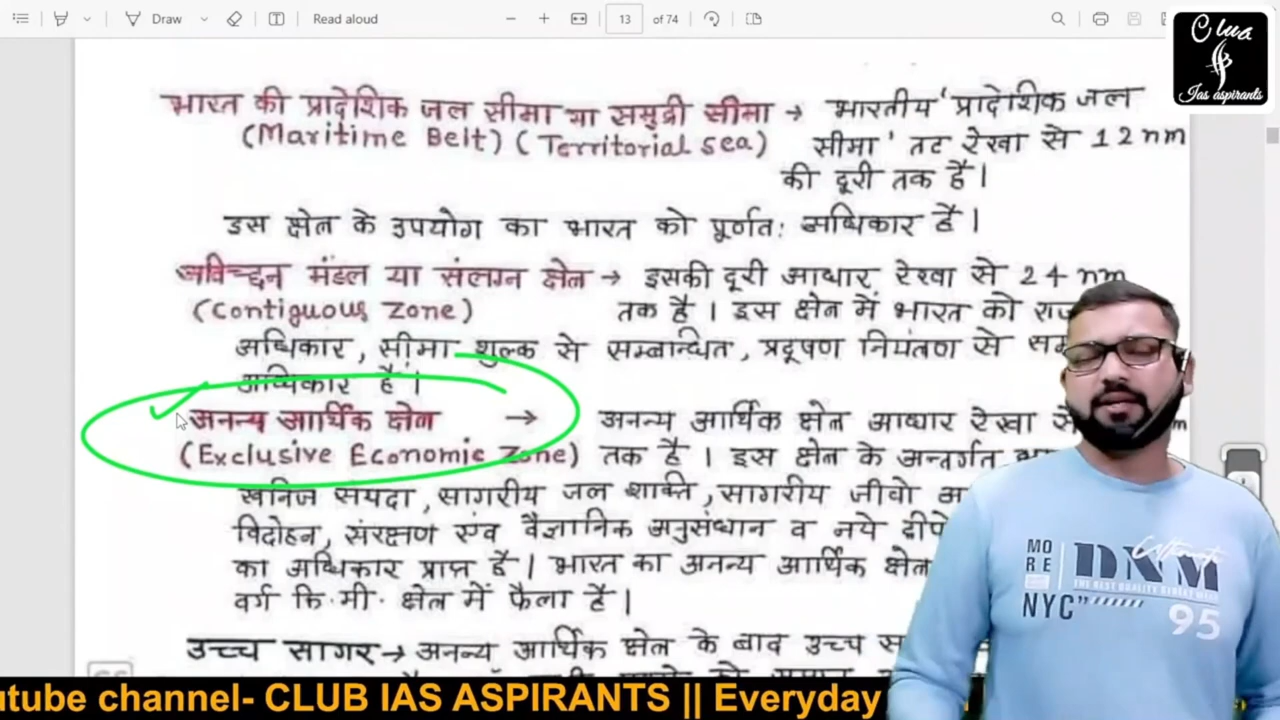 Draw
Read aloud
13 of 74
Club
Ias aspirants
भारत की प्रादेशिक जल सीमा या समुद्री सीमा → भारतीय 'प्रादेशिक जल
(Maritime Belt) (Territorial sea) सीमा' तट रेखा से 12 nm
की दूरी तक है।
इस क्षेत्र के उपयोग का भारत को पूर्णतः अधिकार है।
अविच्छिन मंडल या संलग्न क्षेत्र → इसकी दूरी आधार रेखा से 24 nm
(Contiguous Zone) तक है। इस क्षेत्र में भारत को
अधिकार, सीमा शुल्क से सम्बन्धित, प्रदूषण नियंत्रण से
अधिकार है।
अनन्य आर्थिक क्षेत्र → अनन्य आर्थिक क्षेत्र आधार रेखा से
(Exclusive Economic Zone) तक है। इस क्षेत्र के अन्तर्गत
खनिज संपदा, सागरीय जल शक्ति, सागरीय जीवो
विदोहन, संरक्षण एंव वैज्ञानिक अनुसंधान व नये
का अधिकार प्राप्त है। भारत का अनन्य आर्थिक क्षेत्र
वर्ग कि.मी. क्षेत्र में फैला है।
उच्च सागर → अनन्य आर्थिक क्षेत्र के बाद उच्च
MORE
NYC
DNM
95
utube channel- CLUB IAS ASPIRANTS || Everyday